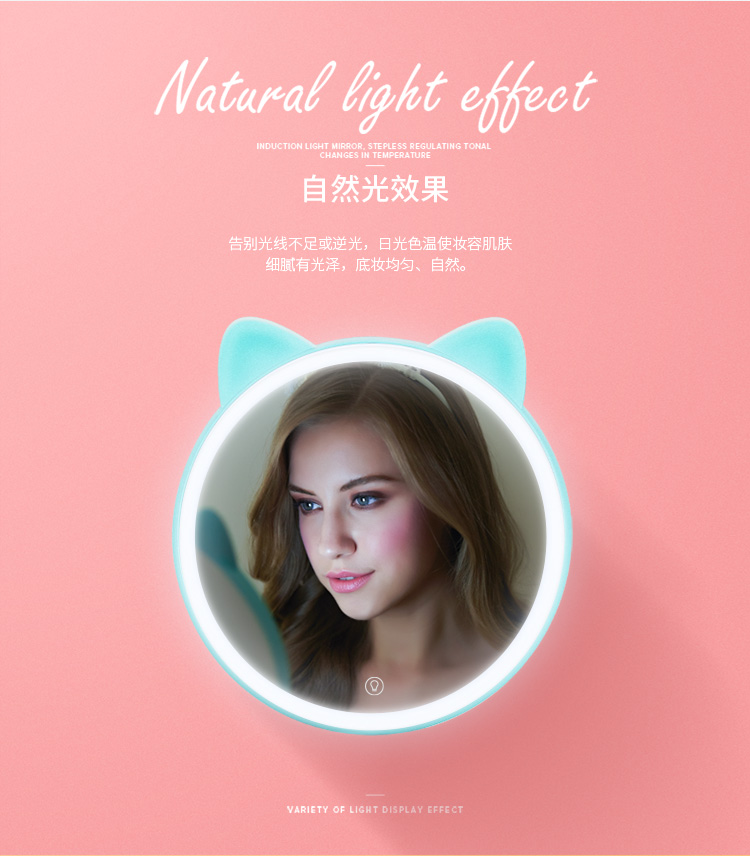 Natural light effect
INDUCTION LIGHT MIRROR, STEPLESS REGULATING TONAL
CHANGES IN TEMPERATURE
自然光效果
告别光线不足或逆光，日光色温使妆容肌肤
细腻有光泽，底妆均匀、自然。
VARIETY OF LIGHT DISPLAY EFFECT